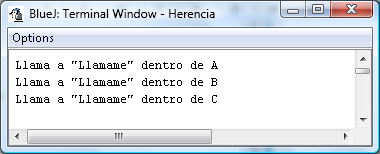 BlueJ: Terminal Window - Herencia
Options
Llama a "Llamame" dentro de A
Llama a "Llamame" dentro de B
Llama a "Llamame" dentro de C